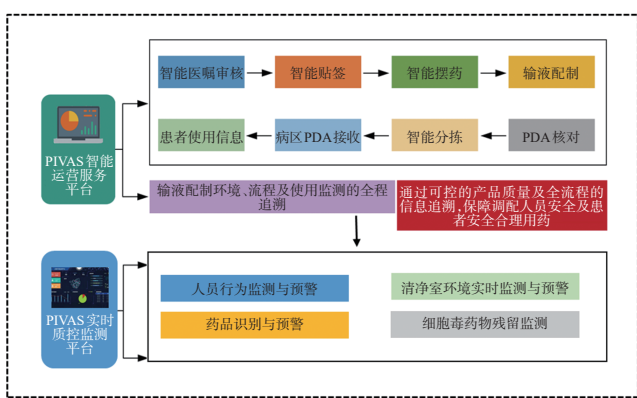 智能医嘱审核
智能贴签
智能摆药
输液配制
患者使用信息
病区PDA接收
智能分拣
PDA核对
PIVAS智能
运营服务
平台
输液配制环境、流程及使用监测的全程
追溯
通过可控的产品质量及全流程的
信息追溯,保障调配人员安全及患
者安全合理用药
PIVAS实时
质控监测
平台
人员行为监测与预警
清净室环境实时监测与预警
药品识别与预警
细胞毒药物残留监测